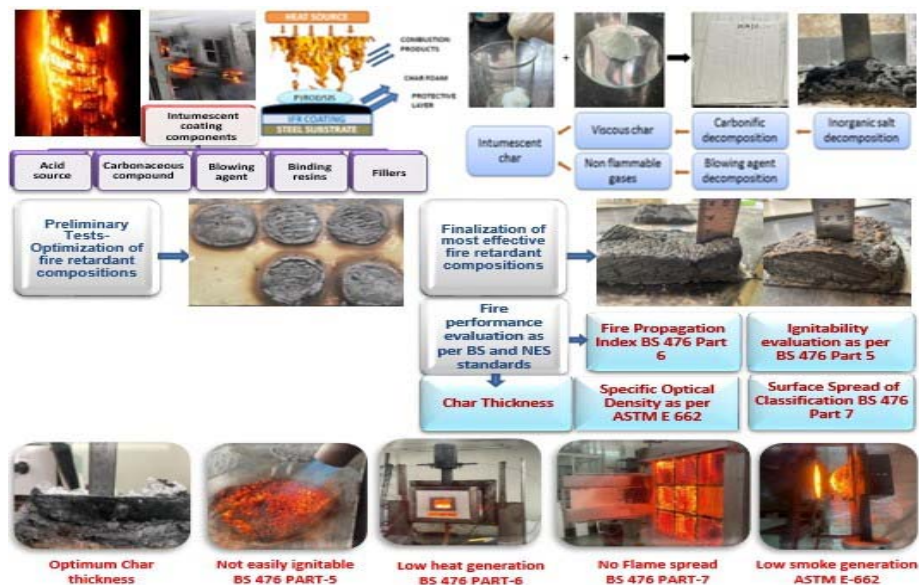 HEAT SOURCE
COMBUSTION
PRODUCTS
CHAR FOAM
PROTECTIVE
LAYER
PYROLYSIS
IFR COATING
STEEL SUBSTRATE
+
Intumescent
coating
components
Acid
source
Carbonaceous
compound
Blowing
agent
Binding
resins
Fillers
Intumescent
char
Viscous char
Carbonific
decomposition
Inorganic salt
decomposition
Non flammable
gases
Blowing agent
decomposition
Preliminary
Tests-
Optimization of
fire retardant
compositions
Finalization of
most effective
fire retardant
compositions
Fire
performance
evaluation as
per BS and NES
standards
Fire Propagation
Index BS 476 Part
6
Ignitability
evaluation as per
BS 476 Part 5
Char Thickness
Specific Optical
Density as per
ASTM E 662
Surface Spread of
Classification BS 476
Part 7
Optimum Char
thickness
Not easily ignitable
BS 476 PART-5
Low heat generation
BS 476 PART-6
No Flame spread
BS 476 PART-7
Low smoke generation
ASTM E-662